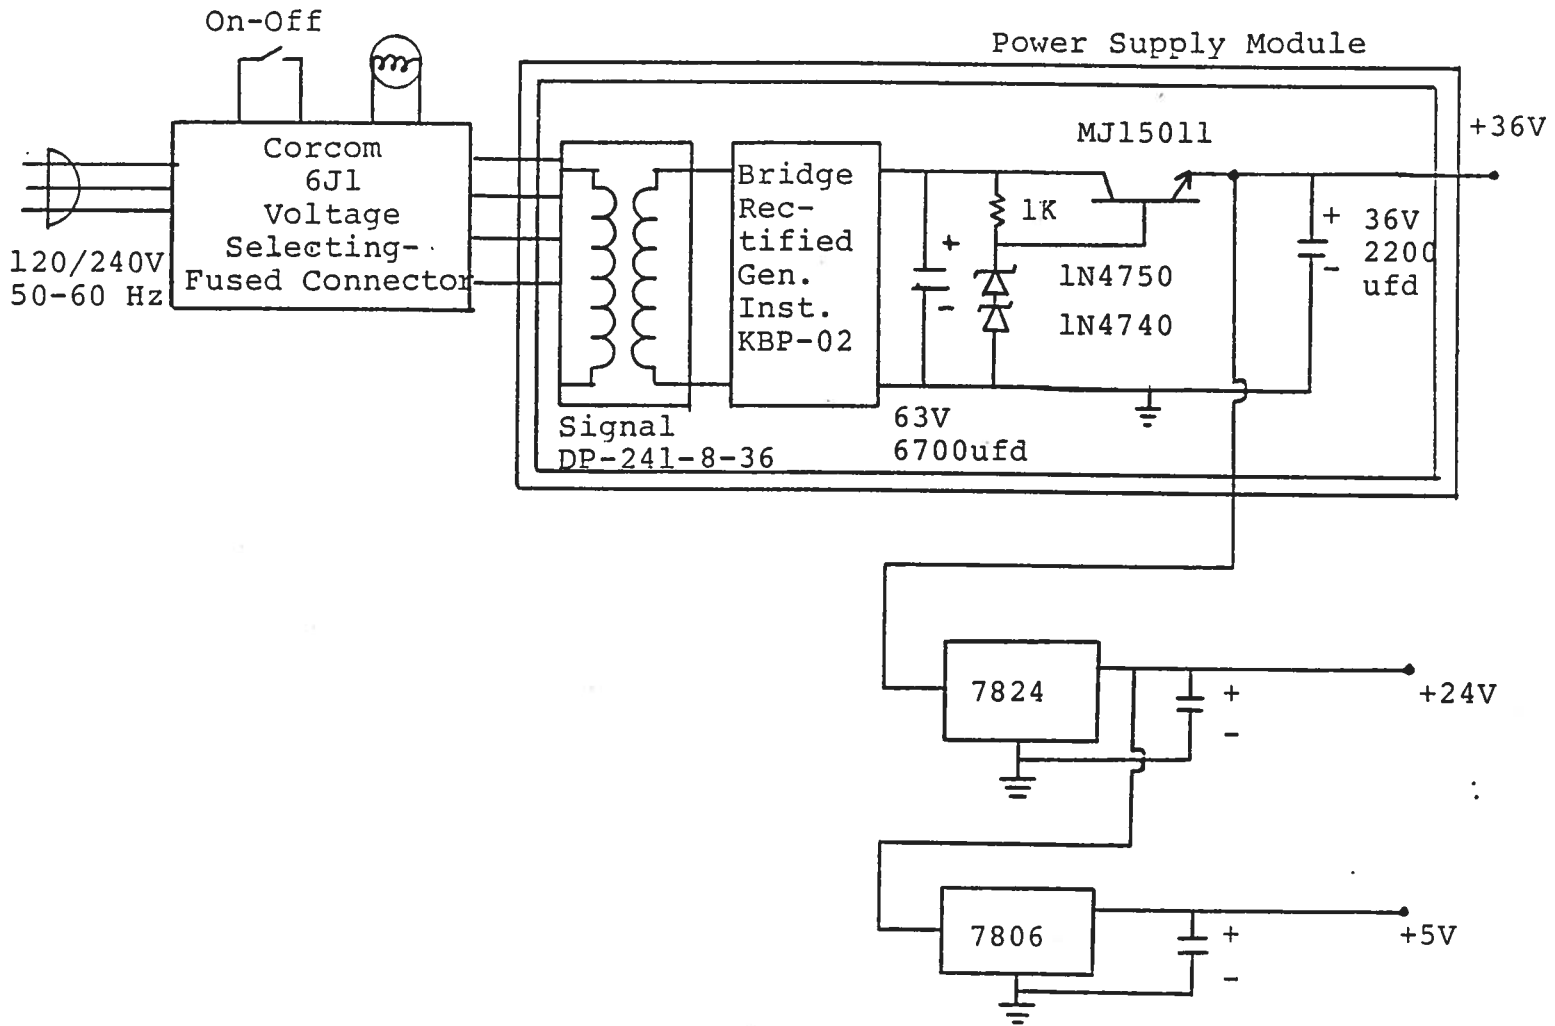 On-Off
Power Supply Module
Corcom
6J1
Voltage
Selecting-
Fused Connector
120/240V
50-60 Hz
Signal
DP-241-8-36
Bridge
Rec-
tified
Gen.
Inst.
KBP-02
+
-
63V
6700ufd
1K
1N4750
1N4740
MJ15011
+
-
36V
2200
ufd
+36V
7824
+
-
+24V
7806
+
-
+5V